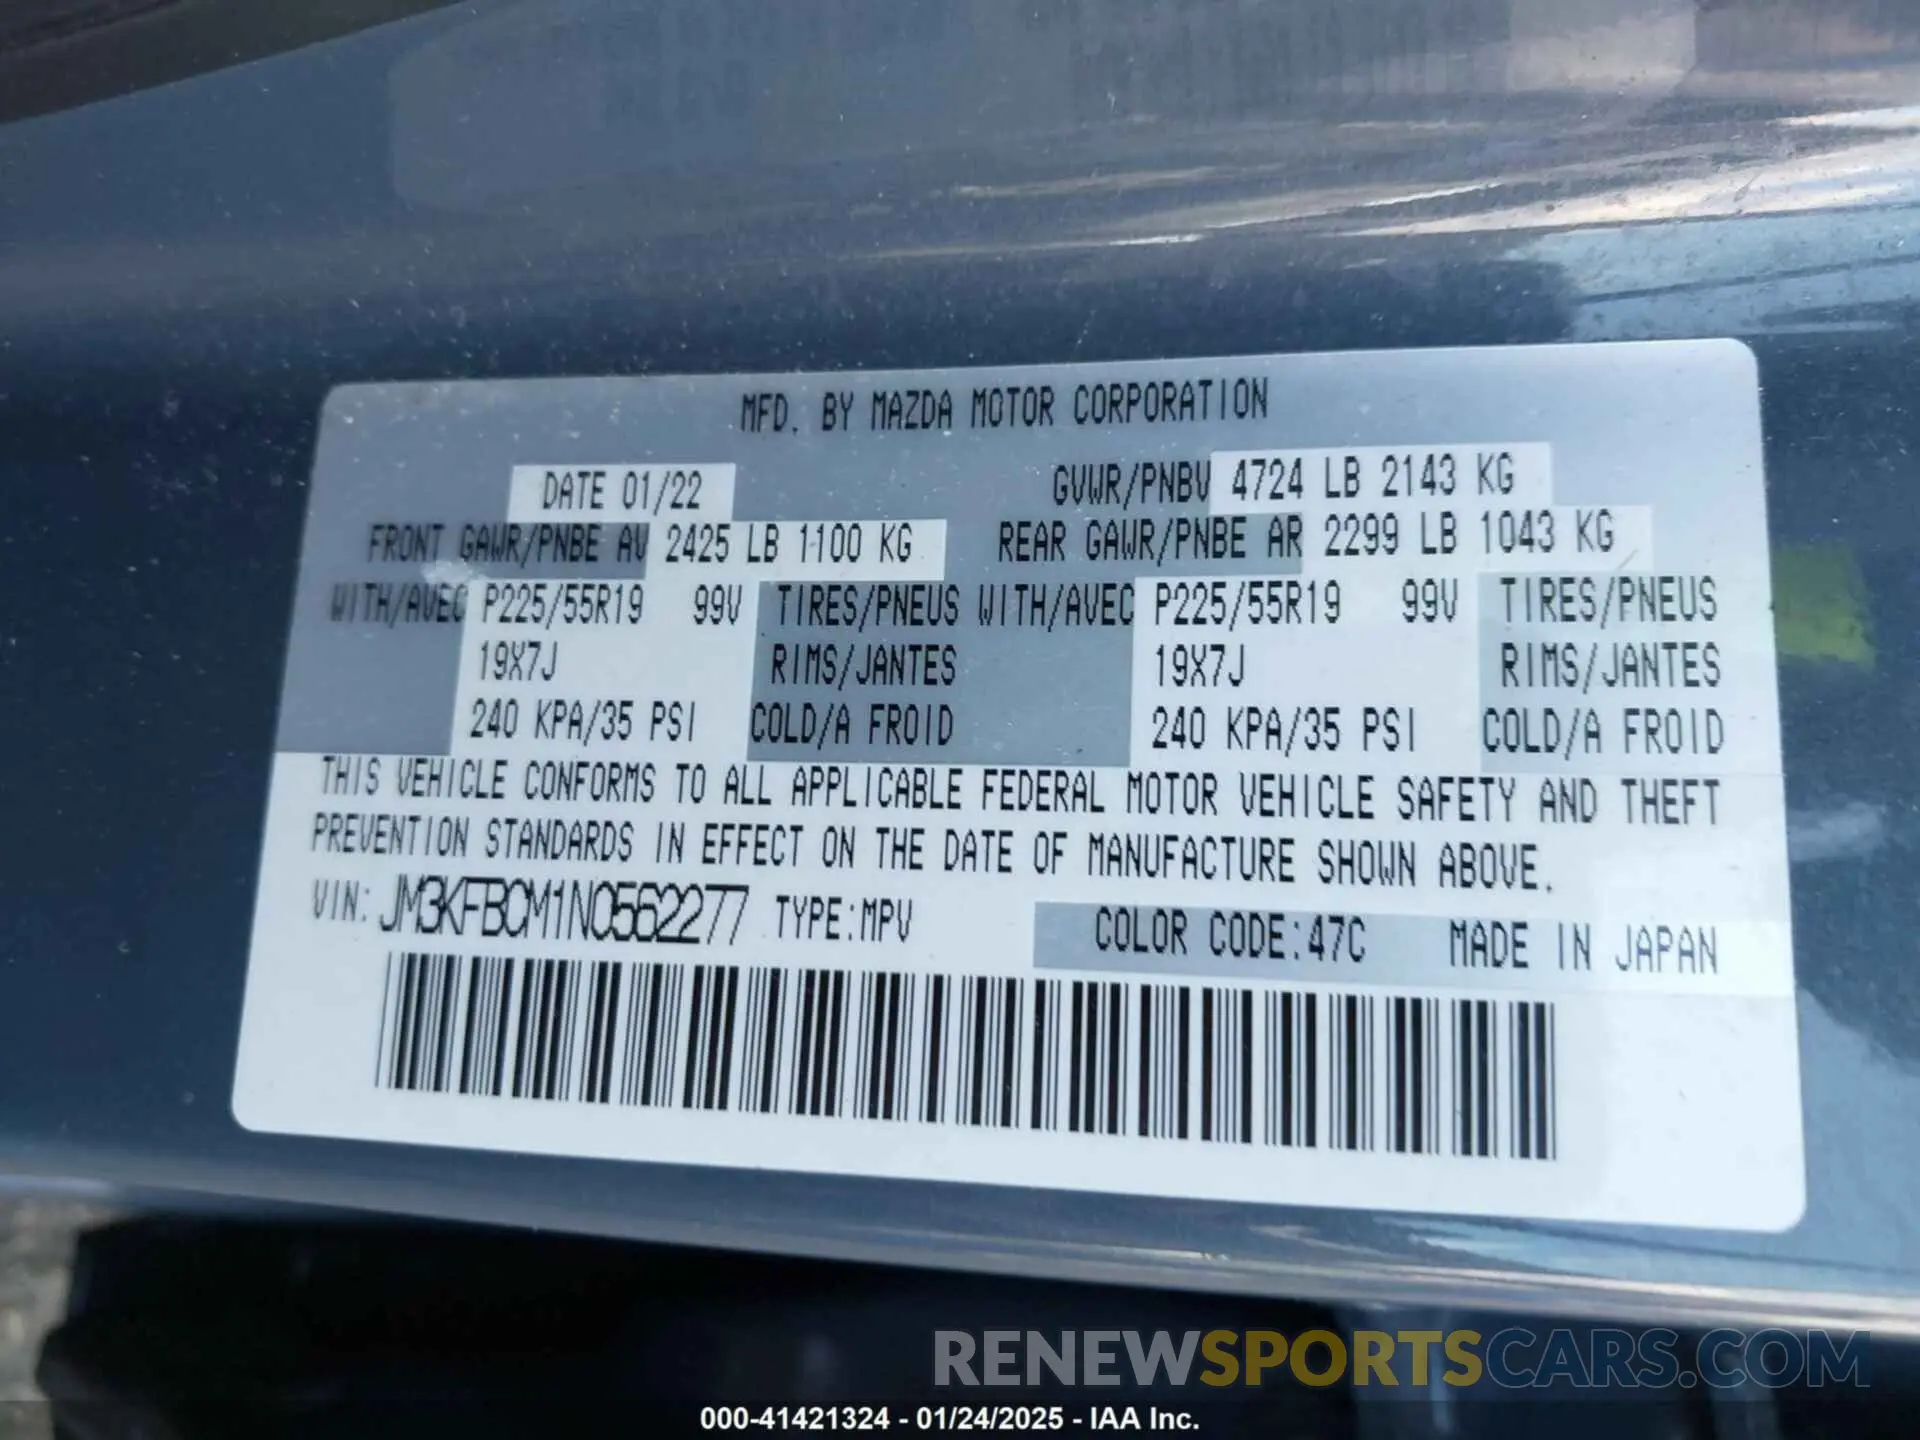 MFD. BY MAZDA MOTOR CORPORATION
DATE 01/22 GVWR/PNBV 4724 LB 2143 KG
FRONT GAWR/PNBE AV 2425 LB 1100 KG REAR GAWR/PNBE AR 2299 LB 1043 KG
WITH/AVEC P225/55R19 99V TIRES/PNEUS WITH/AVEC P225/55R19 99V TIRES/PNEUS
19X7J RIMS/JANTES 19X7J RIMS/JANTES
240 KPA/35 PSI COLD/A FROID 240 KPA/35 PSI COLD/A FROID
THIS VEHICLE CONFORMS TO ALL APPLICABLE FEDERAL MOTOR VEHICLE SAFETY AND THEFT
PREVENTION STANDARDS IN EFFECT ON THE DATE OF MANUFACTURE SHOWN ABOVE.
VIN: JM3KFBCM1N0562277 TYPE:MPV COLOR CODE:47C MADE IN JAPAN
RENEWSPORTSCARS.COM
000-41421324 - 01/24/2025 - IAA Inc.